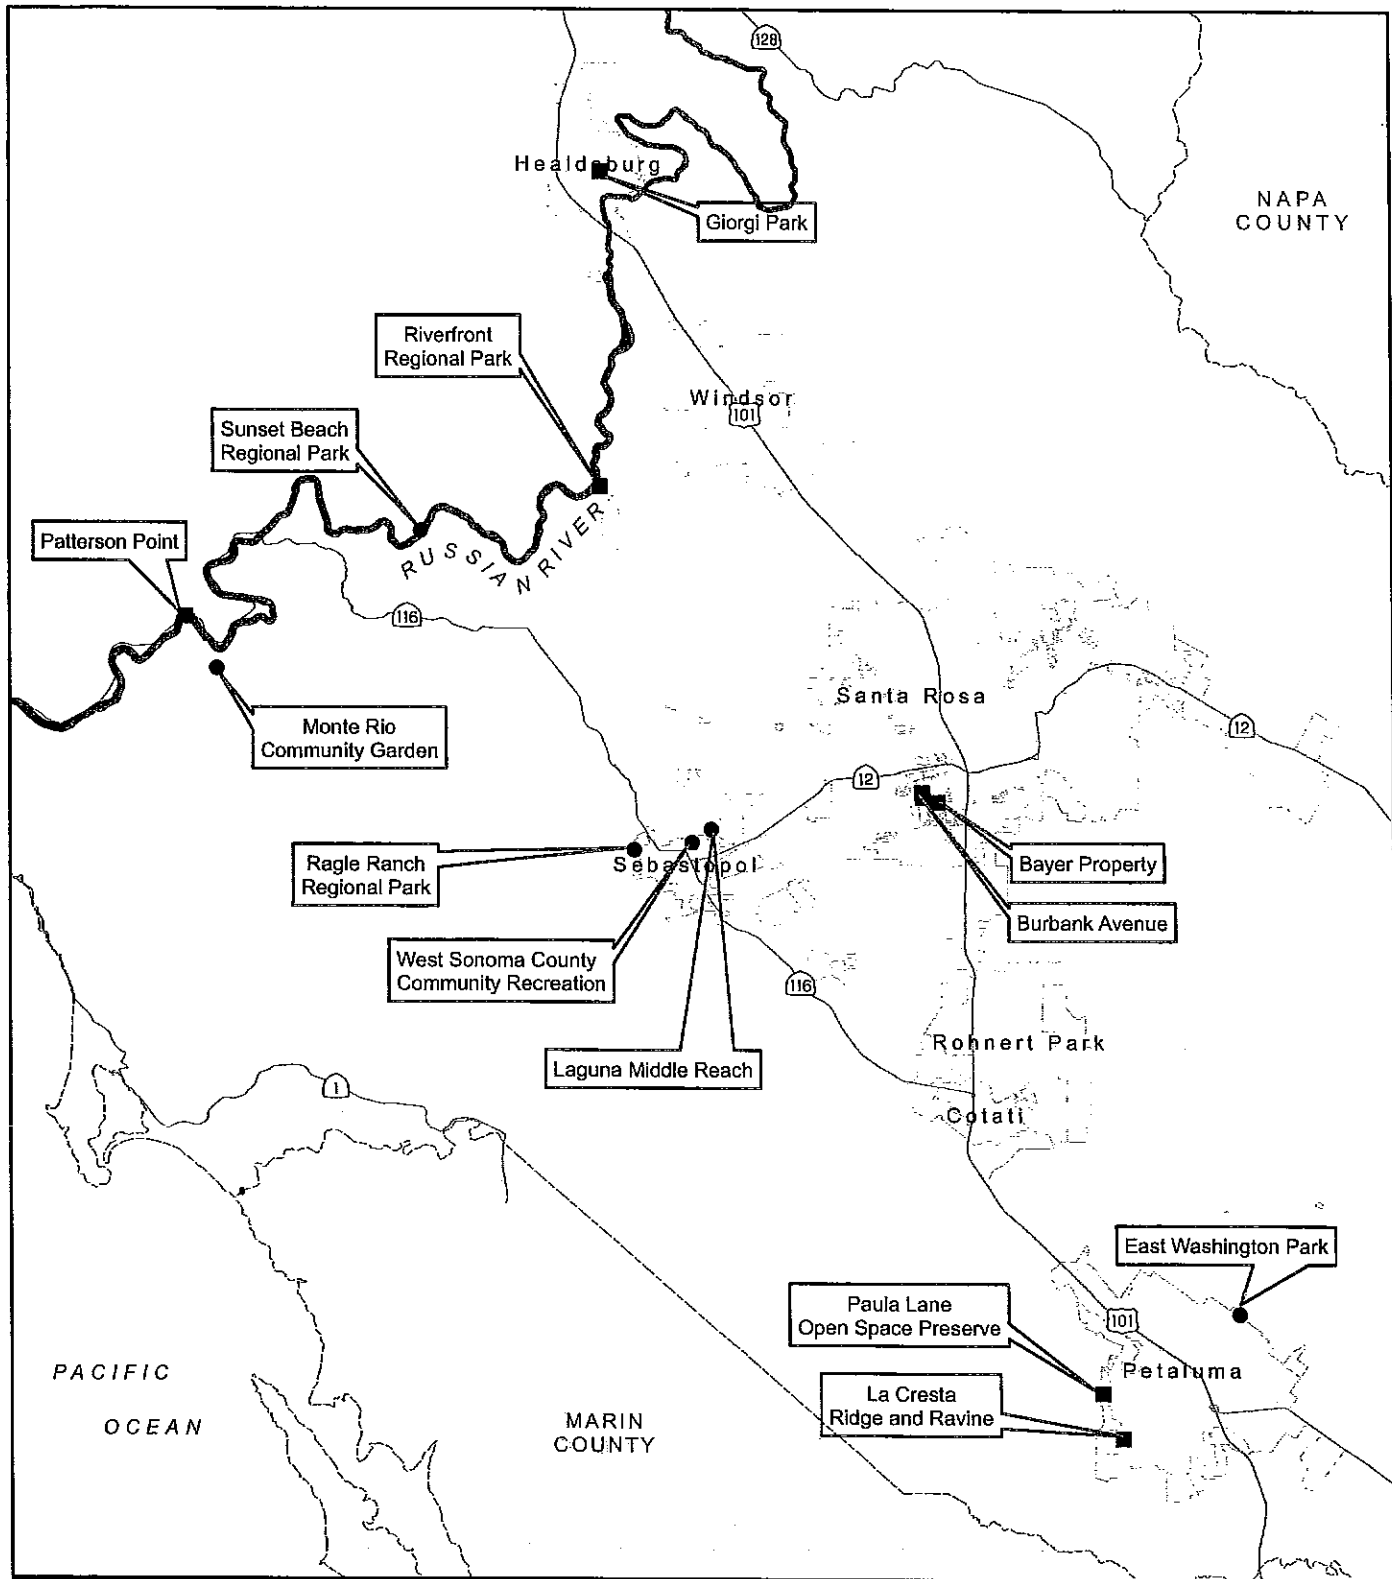 128
Healdsburg
Giorgi Park
NAPA
COUNTY
Riverfront
Regional Park
Windsor
101
Sunset Beach
Regional Park
RUSSIAN RIVER
Patterson Point
116
Santa Rosa
12
Monte Rio
Community Garden
12
Ragle Ranch
Regional Park
Sebastopol
Bayer Property
Burbank Avenue
West Sonoma County
Community Recreation
116
Laguna Middle Reach
Rohnert Park
1
Cotati
East Washington Park
Paula Lane
Open Space Preserve
101
Petaluma
PACIFIC
OCEAN
La Cresta
Ridge and Ravine
MARIN
COUNTY